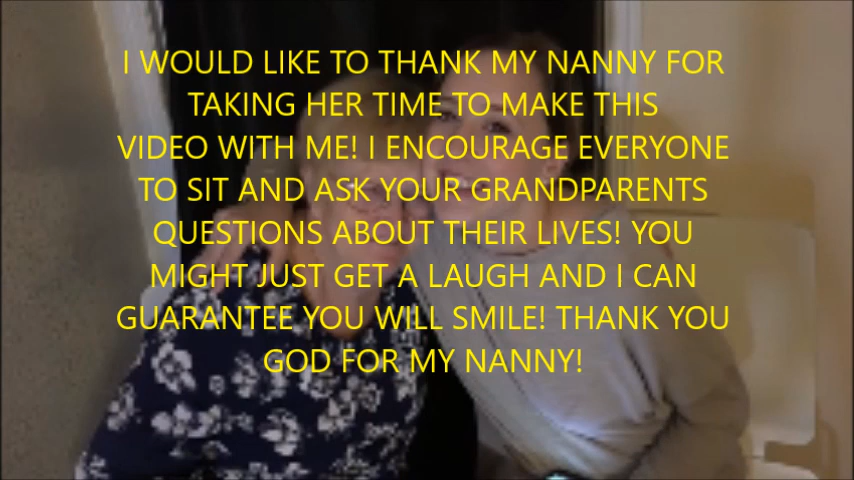 I WOULD LIKE TO THANK MY NANNY FOR
TAKING HER TIME TO MAKE THIS
VIDEO WITH ME! I ENCOURAGE EVERYONE
TO SIT AND ASK YOUR GRANDPARENTS
QUESTIONS ABOUT THEIR LIVES! YOU
MIGHT JUST GET A LAUGH AND I CAN
GUARANTEE YOU WILL SMILE! THANK YOU
GOD FOR MY NANNY!